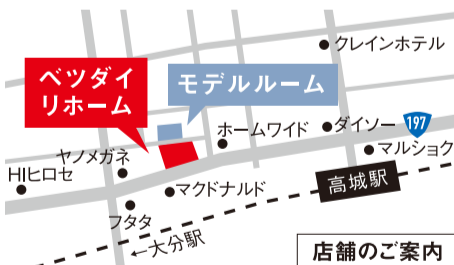 クレインホテル
ベツダイ
リホーム
モデルルーム
ホームワイド
ダイソー
197
マルショク
ヤノメガネ
HIヒロセ
マクドナルド
高城駅
フタタ
←大分駅
店舗のご案内